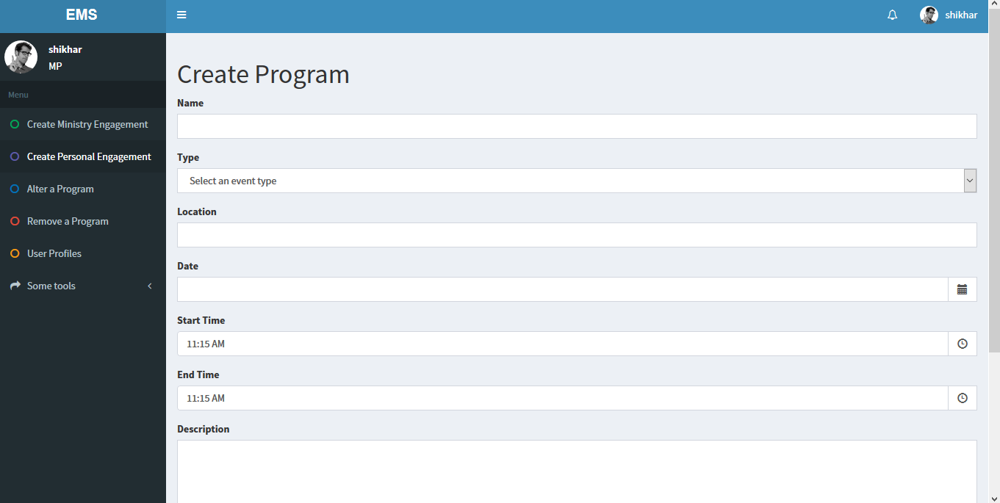 EMS
shikhar
shikhar
MP
Menu
Create Ministry Engagement
Create Personal Engagement
Alter a Program
Remove a Program
User Profiles
Some tools
Create Program
Name
Type
Select an event type
Location
Date
Start Time
11:15 AM
End Time
11:15 AM
Description